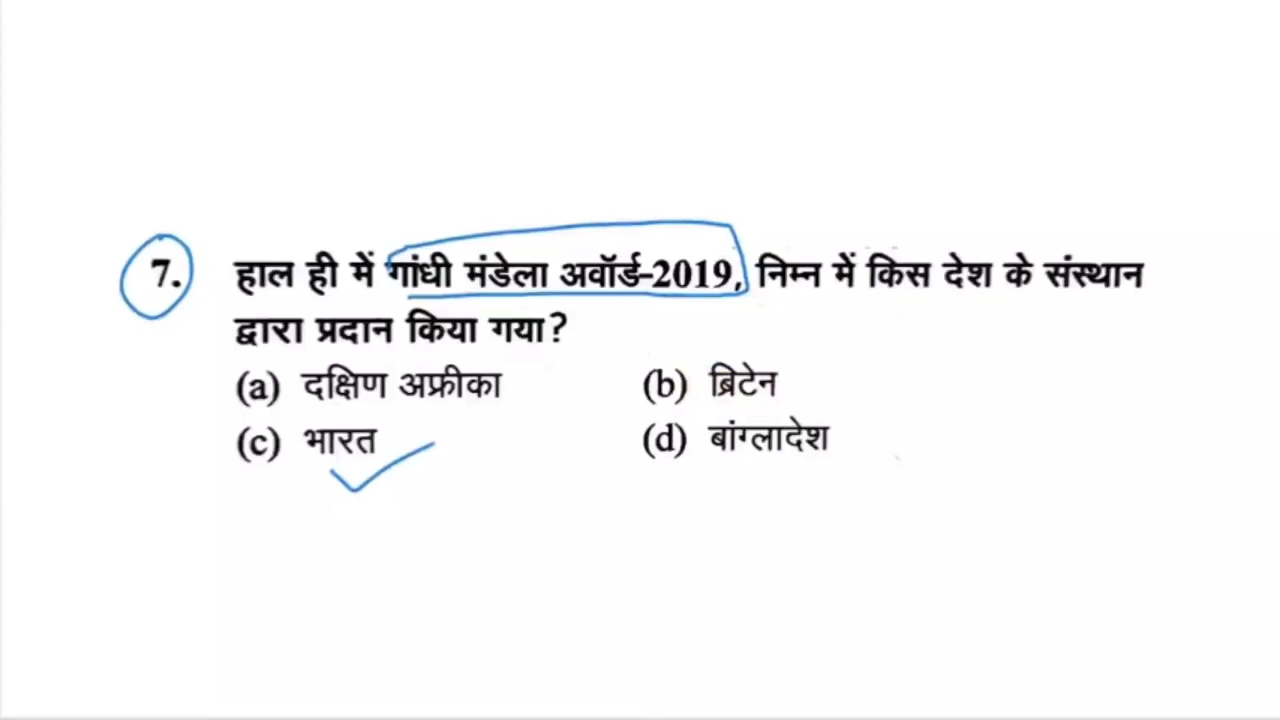 7. हाल ही में गांधी मंडेला अवॉर्ड-2019, निम्न में किस देश के संस्थान
द्वारा प्रदान किया गया?
(a) दक्षिण अफ्रीका (b) ब्रिटेन
(c) भारत (d) बांग्लादेश